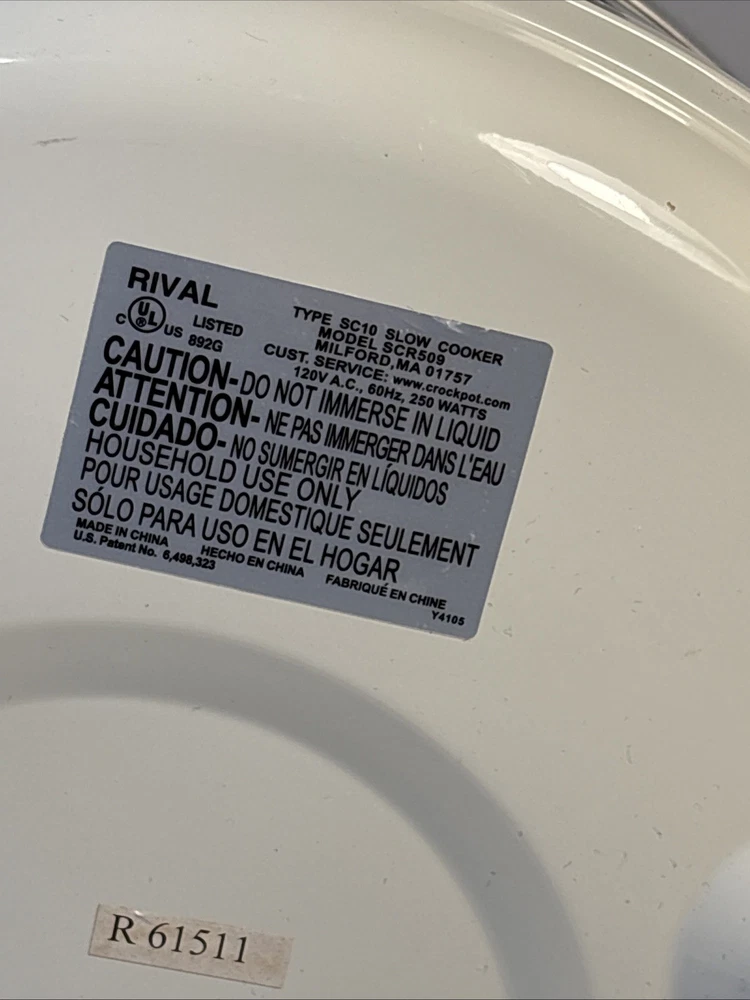 RIVAL
C UL US LISTED
892G
TYPE SC10 SLOW COOKER
MODEL SCR509
MILFORD,MA 01757
CUST. SERVICE: www.crockpot.com
120V A.C., 60Hz, 250 WATTS
CAUTION-DO NOT IMMERSE IN LIQUID
ATTENTION- NE PAS IMMERGER DANS L'EAU
CUIDADO- NO SUMERGIR EN LÍQUIDOS
HOUSEHOLD USE ONLY
POUR USAGE DOMESTIQUE SEULEMENT
SÓLO PARA USO EN EL HOGAR
MADE IN CHINA HECHO EN CHINA FABRIQUÉ EN CHINE
U.S. Patent No. 6,498,323
Y4105
R 61511